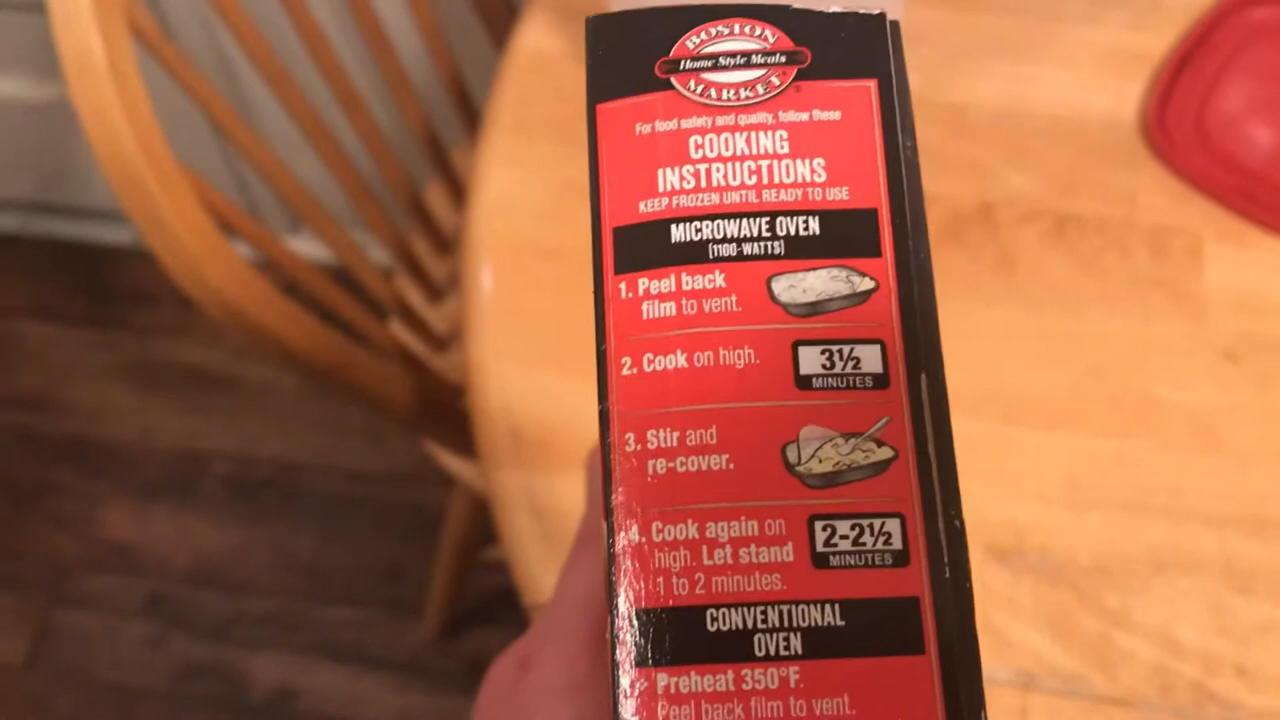 BOSTON
Home Style Meals
MARKET®
For food safety and quality, follow these
COOKING
INSTRUCTIONS
KEEP FROZEN UNTIL READY TO USE
MICROWAVE OVEN
(1100-WATTS)
1. Peel back
film to vent.
2. Cook on high.
3½
MINUTES
3. Stir and
re-cover.
4. Cook again on
high. Let stand
1 to 2 minutes.
2-2½
MINUTES
CONVENTIONAL
OVEN
Preheat 350°F.
Peel back film to vent.